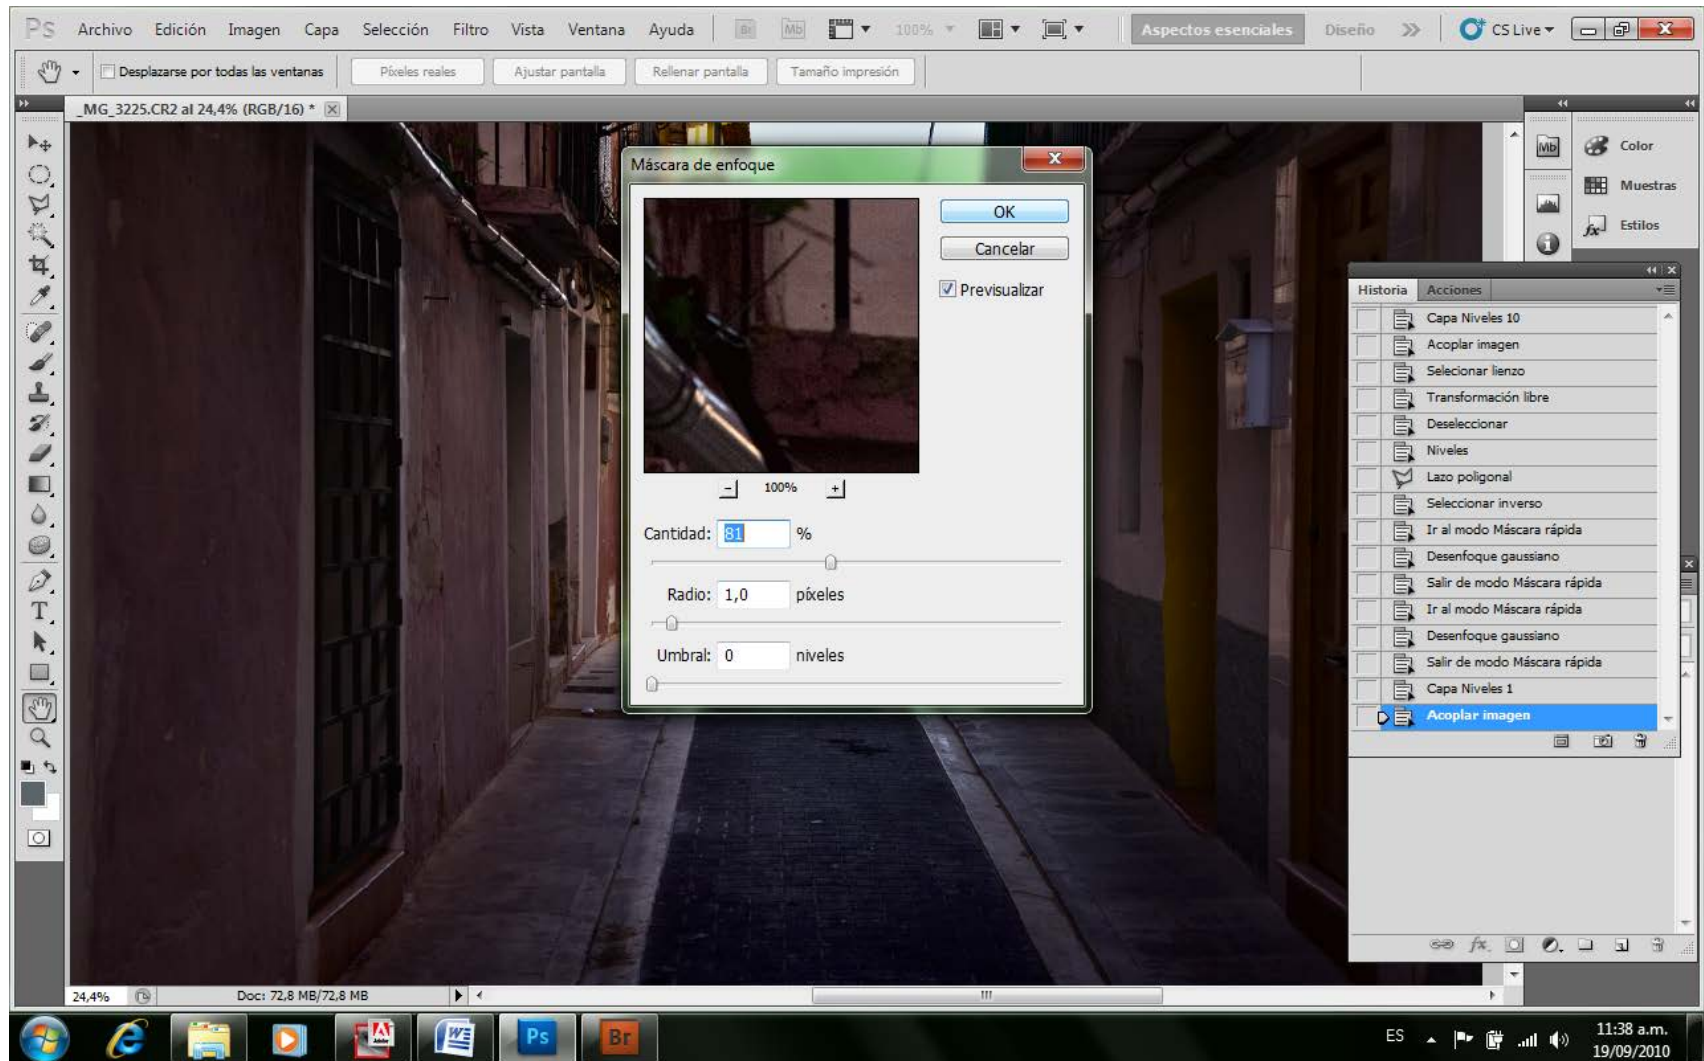 Ps Archivo Edición Imagen Capa Selección Filtro Vista Ventana Ayuda Br Mb 100% Aspectos esenciales Diseño CS Live
Desplazarse por todas las ventanas Píxeles reales Ajustar pantalla Rellenar pantalla Tamaño impresión
_MG_3225.CR2 al 24,4% (RGB/16) *
Máscara de enfoque
OK
Cancelar
Previsualizar
100%
Cantidad: 81 %
Radio: 1,0 píxeles
Umbral: 0 niveles
Mb
Color
Muestras
Estilos
Historia Acciones
Capa Niveles 10
Acoplar imagen
Selecionar lienzo
Transformación libre
Deseleccionar
Niveles
Lazo poligonal
Seleccionar inverso
Ir al modo Máscara rápida
Desenfoque gaussiano
Salir de modo Máscara rápida
Ir al modo Máscara rápida
Desenfoque gaussiano
Salir de modo Máscara rápida
Capa Niveles 1
Acoplar imagen
24,4% Doc: 72,8 MB/72,8 MB
Adobe
Ps
Br
ES
11:38 a.m.
19/09/2010